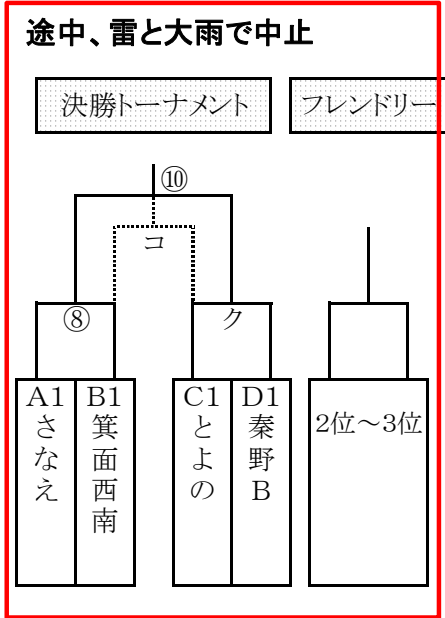 途中、雷と大雨で中止
決勝トーナメント
フレンドリー
⑩
コ
⑧
ク
A1
さなえ
B1
箕面西南
C1
とよの
D1
秦野B
2位～3位